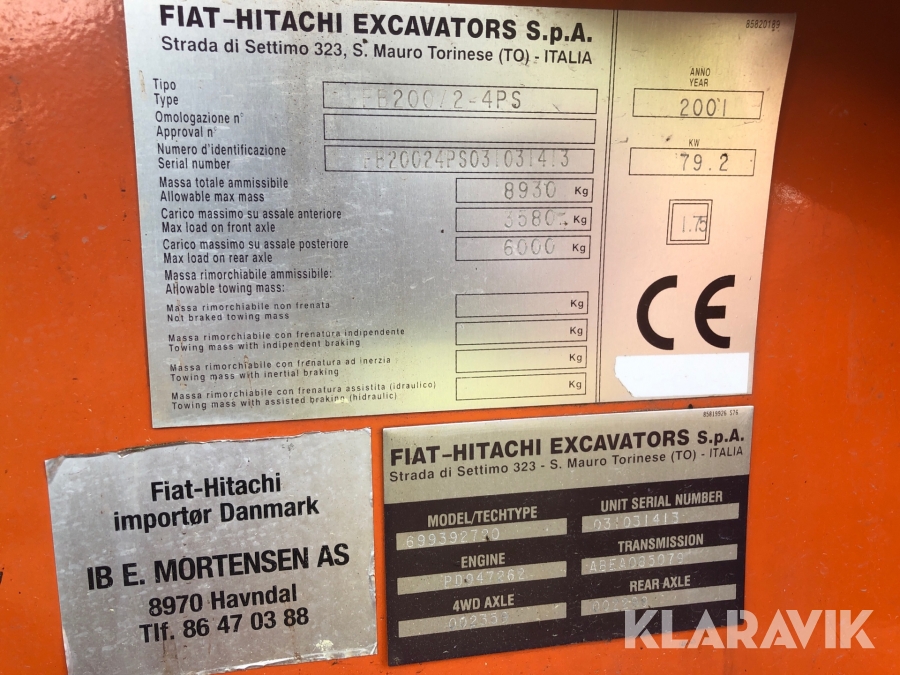 FIAT-HITACHI EXCAVATORS S.p.A.
Strada di Settimo 323, S. Mauro Torinese (TO) - ITALIA
85820189
Tipo
Type
FB200/2-4PS
Omologazione n°
Approval n°
Numero d'identificazione
Serial number
FB20024PS031031413
Massa totale ammissibile
Allowable max mass
8930 Kg
Carico massimo su assale anteriore
Max load on front axle
3580 Kg
Carico massimo su assale posteriore
Max load on rear axle
6000 Kg
Massa rimorchiabile ammissibile:
Allowable towing mass:
Massa rimorchiabile non frenata
Not braked towing mass
Kg
Massa rimorchiabile con frenatura indipendente
Towing mass with indipendent braking
Kg
Massa rimorchiabile con frenatura ad inerzia
Towing mass with inertial braking
Kg
Massa rimorchiabile con frenatura assistita (idraulico)
Towing mass with assisted braking (hidraulic)
Kg
ANNO
YEAR
2001
KW
79.2
1.75
CE
Fiat-Hitachi
importør Danmark
IB E. MORTENSEN AS
8970 Havndal
Tlf. 86 47 03 88
85819926 S76
FIAT-HITACHI EXCAVATORS S.p.A.
Strada di Settimo 323 - S. Mauro Torinese (TO) - ITALIA
MODEL/TECHTYPE
699392720
UNIT SERIAL NUMBER
031031413
ENGINE
TRANSMISSION
4WD AXLE
REAR AXLE
KLARAVIK